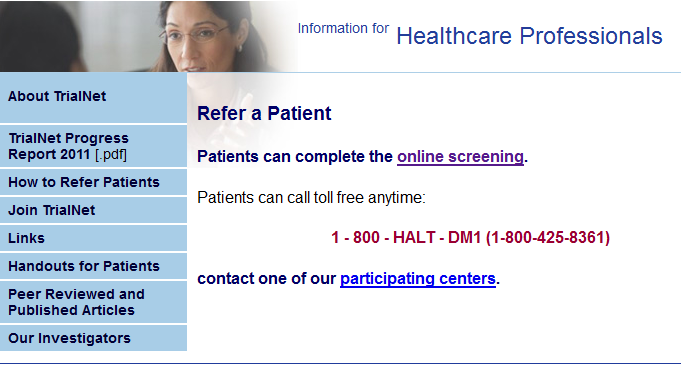 Information for Healthcare Professionals
About TrialNet
TrialNet Progress
Report 2011 [.pdf]
How to Refer Patients
Join TrialNet
Links
Handouts for Patients
Peer Reviewed and
Published Articles
Our Investigators
Refer a Patient
Patients can complete the online screening.
Patients can call toll free anytime:
1 - 800 - HALT - DM1 (1-800-425-8361)
contact one of our participating centers.